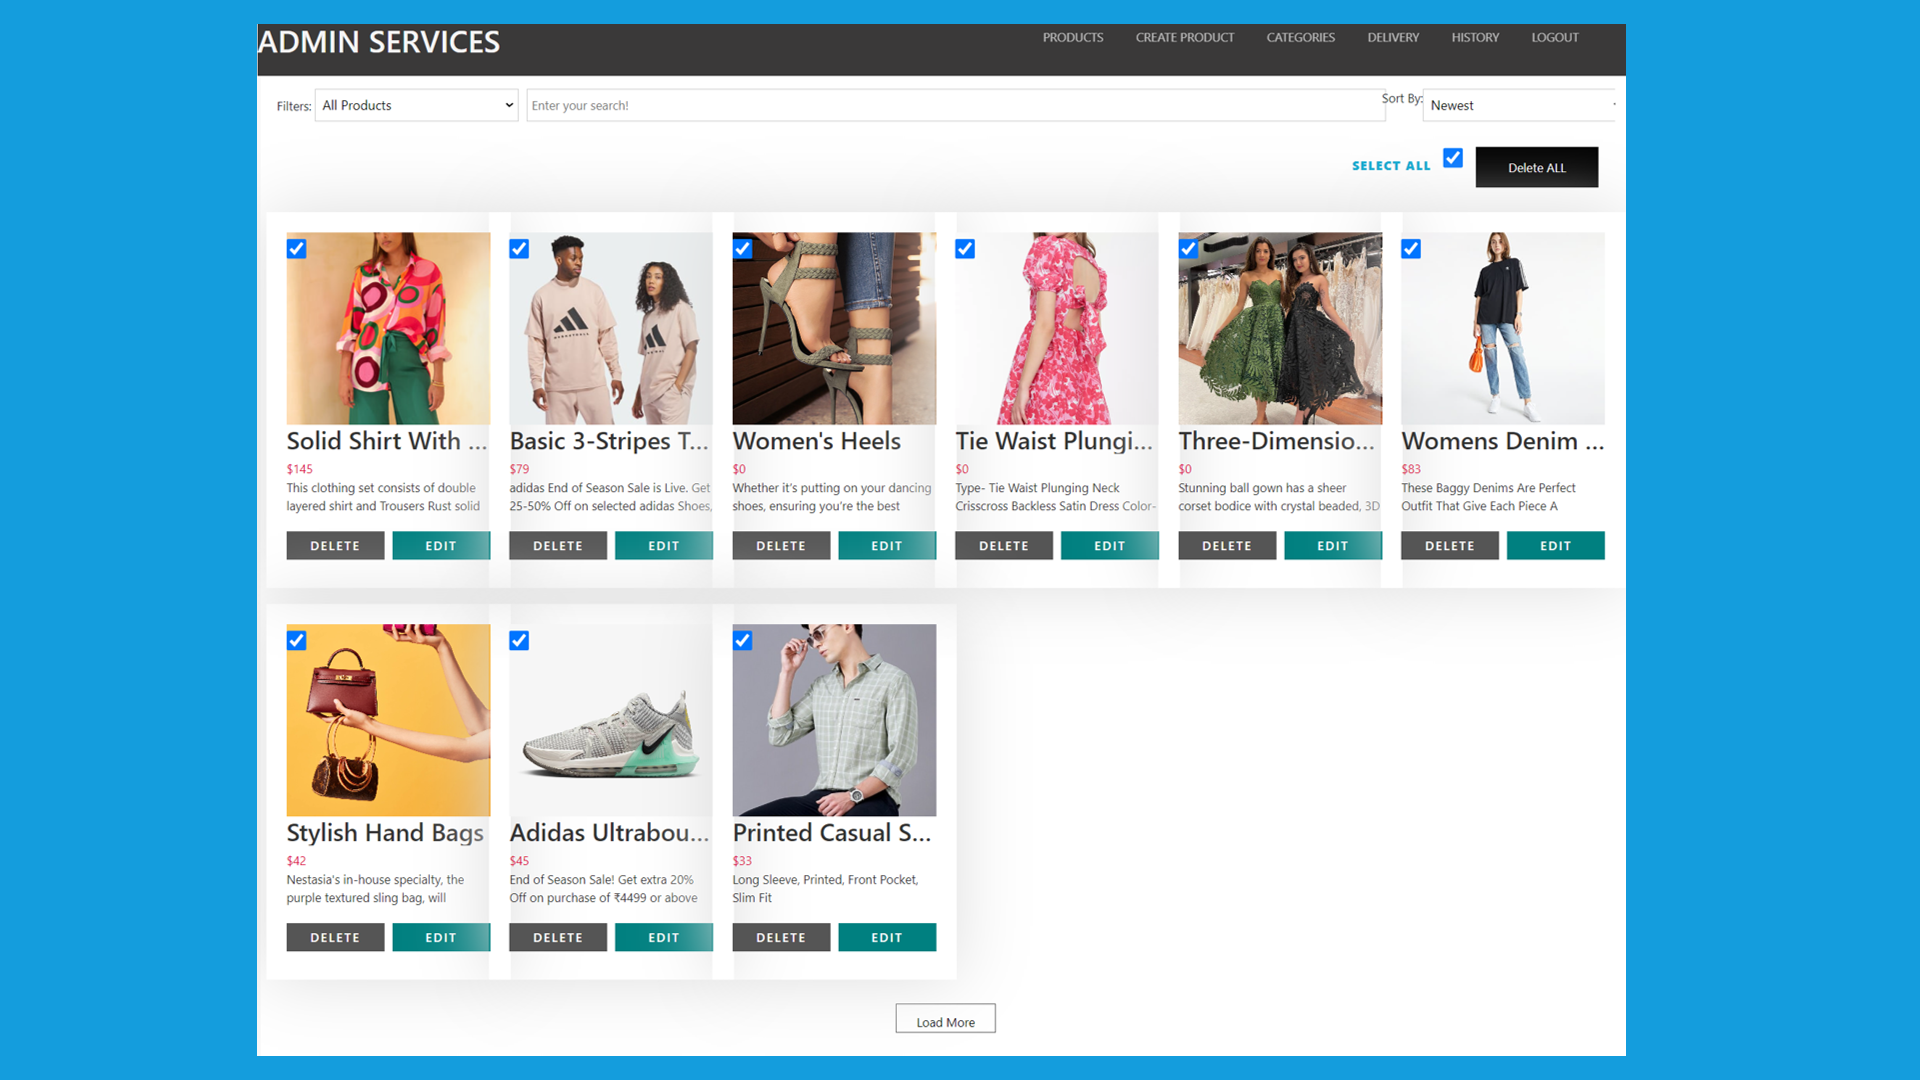 ADMIN SERVICES
PRODUCTS CREATE PRODUCT CATEGORIES DELIVERY HISTORY LOGOUT
Filters: All Products Enter your search! Sort By: Newest
SELECT ALL Delete ALL
Solid Shirt With ...
$145
This clothing set consists of double
layered shirt and Trousers Rust solid
DELETE EDIT
Basic 3-Stripes T...
$79
adidas End of Season Sale is Live. Get
25-50% Off on selected adidas Shoes,
DELETE EDIT
Women's Heels
$0
Whether it's putting on your dancing
shoes, ensuring you're the best
DELETE EDIT
Tie Waist Plungi...
$0
Type- Tie Waist Plunging Neck
Crisscross Backless Satin Dress Color-
DELETE EDIT
Three-Dimensio...
$0
Stunning ball gown has a sheer
corset bodice with crystal beaded, 3D
DELETE EDIT
Womens Denim ...
$83
These Baggy Denims Are Perfect
Outfit That Give Each Piece A
DELETE EDIT
Stylish Hand Bags
$42
Nestasia's in-house specialty, the
purple textured sling bag, will
DELETE EDIT
Adidas Ultrabou...
$45
End of Season Sale! Get extra 20%
Off on purchase of ₹4499 or above
DELETE EDIT
Printed Casual S...
$33
Long Sleeve, Printed, Front Pocket,
Slim Fit
DELETE EDIT
Load More